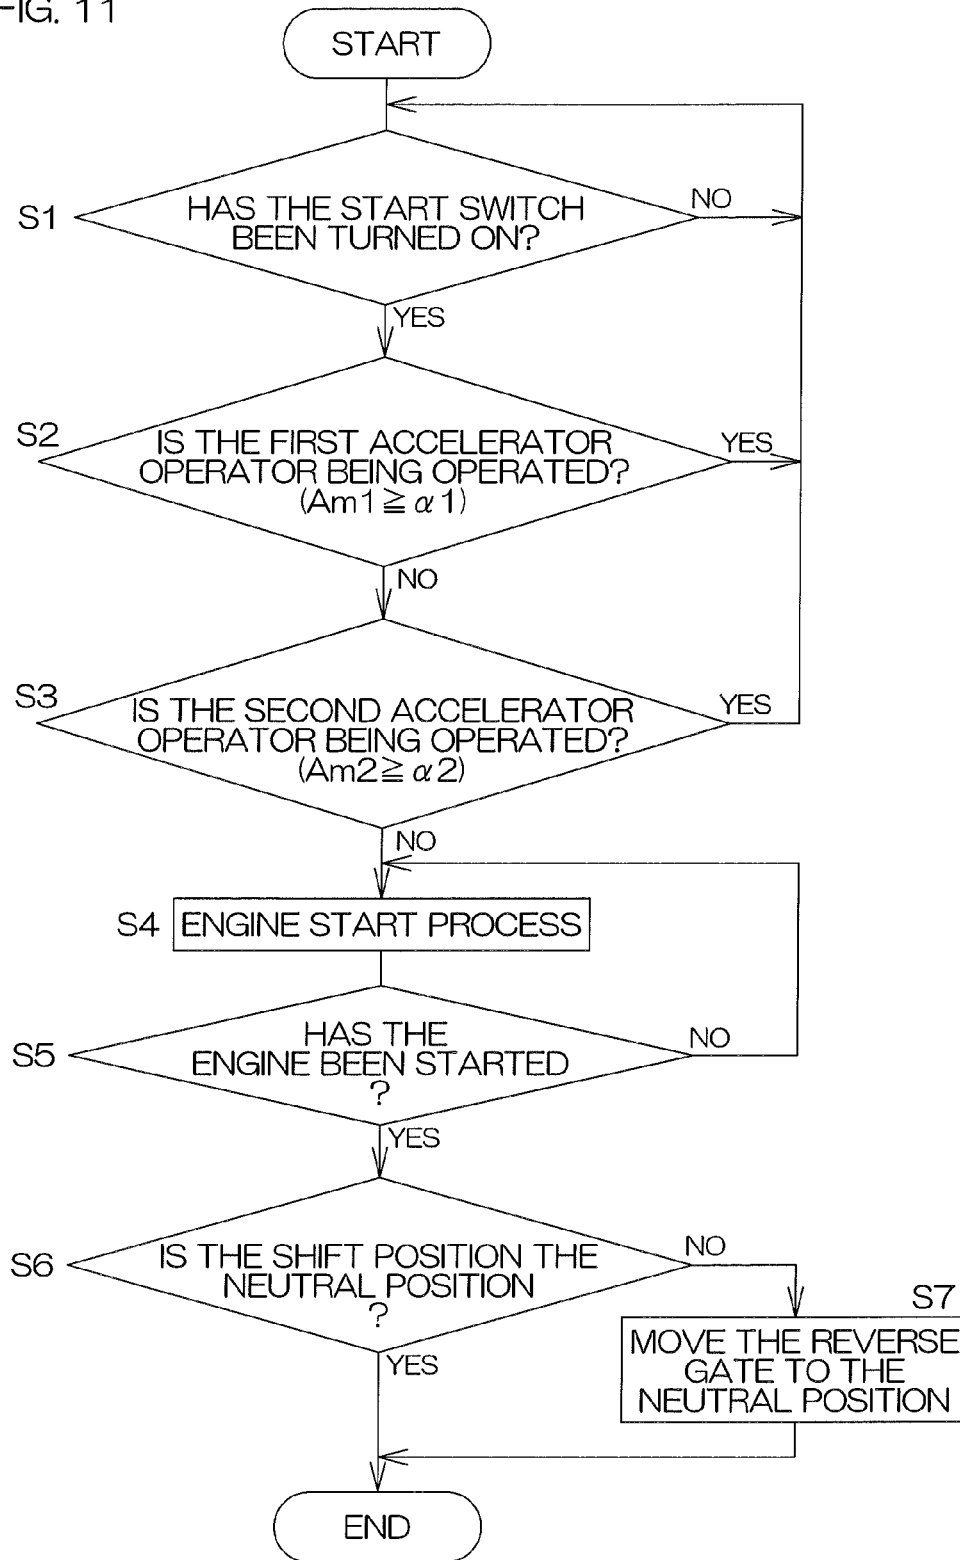 FIG. 11
START
S1
HAS THE START SWITCH
BEEN TURNED ON?
NO
YES
S2
IS THE FIRST ACCELERATOR
OPERATOR BEING OPERATED?
(Am1≧α1)
YES
NO
S3
IS THE SECOND ACCELERATOR
OPERATOR BEING OPERATED?
(Am2≧α2)
YES
NO
S4
ENGINE START PROCESS
S5
HAS THE
ENGINE BEEN STARTED
?
NO
YES
S6
IS THE SHIFT POSITION THE
NEUTRAL POSITION
?
NO
YES
S7
MOVE THE REVERSE
GATE TO THE
NEUTRAL POSITION
END